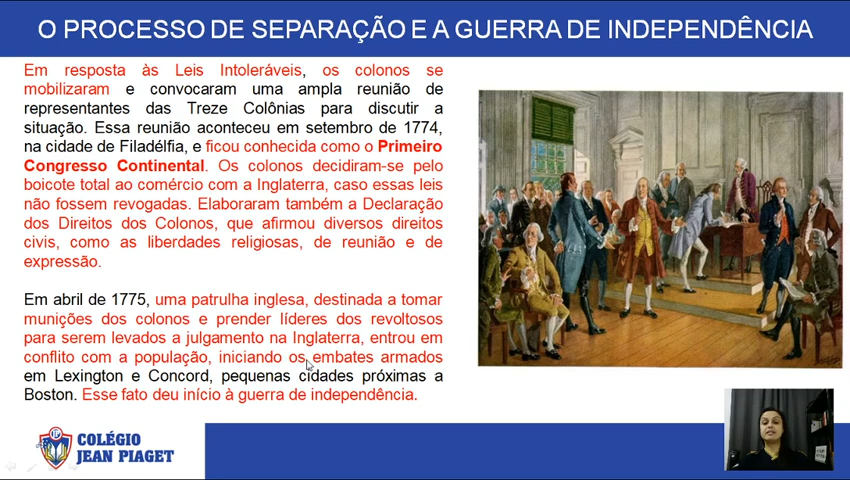 O PROCESSO DE SEPARAÇÃO E A GUERRA DE INDEPENDÊNCIA
Em resposta às Leis Intoleráveis, os colonos se
mobilizaram e convocaram uma ampla reunião de
representantes das Treze Colônias para discutir a
situação. Essa reunião aconteceu em setembro de 1774,
na cidade de Filadélfia, e ficou conhecida como o Primeiro
Congresso Continental. Os colonos decidiram-se pelo
boicote total ao comércio com a Inglaterra, caso essas leis
não fossem revogadas. Elaboraram também a Declaração
dos Direitos dos Colonos, que afirmou diversos direitos
civis, como as liberdades religiosas, de reunião e de
expressão.
Em abril de 1775, uma patrulha inglesa, destinada a tomar
munições dos colonos e prender líderes dos revoltosos
para serem levados a julgamento na Inglaterra, entrou em
conflito com a população, iniciando os embates armados
em Lexington e Concord, pequenas cidades próximas a
Boston. Esse fato deu início à guerra de independência.
COLÉGIO
JEAN PIAGET